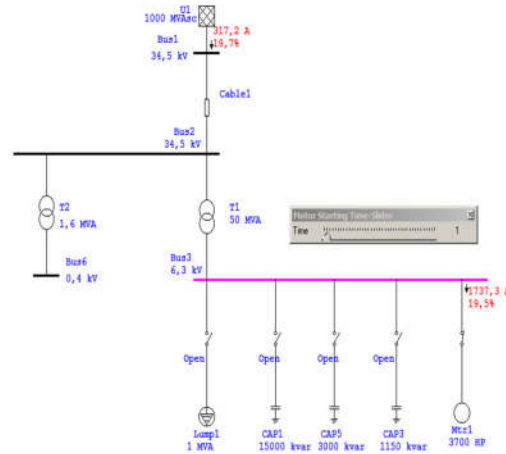 U1
1000 MVAsc
317,2 A
19,7%
Bus1
34,5 kV
Cable1
Bus2
34,5 kV
T2
1,6 MVA
T1
50 MVA
Motor Starting Time-Slider
Time
1
Bus6
0,4 kV
Bus3
6,3 kV
1737,3 A
19,5%
Open
Open
Open
Open
Lump1
1 MVA
CAP1
15000 kvar
CAP5
3000 kvar
CAP3
1150 kvar
Mtr1
3700 HP